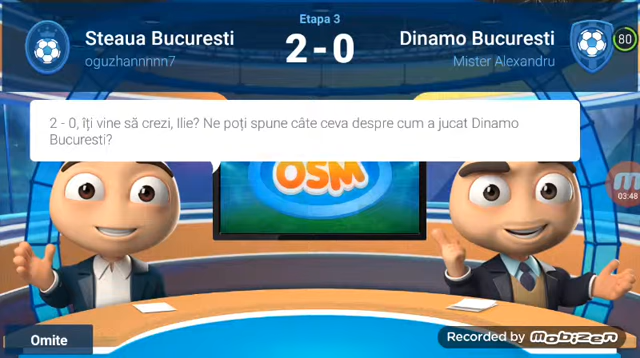 Etapa 3
Steaua Bucuresti
2 - 0
Dinamo Bucuresti
oguzhannnnn7
Mister Alexandru
80
2 - 0, îți vine să crezi, Ilie? Ne poți spune câte ceva despre cum a jucat Dinamo
Bucuresti?
OSM
03:48
Omite
Recorded by mobizen